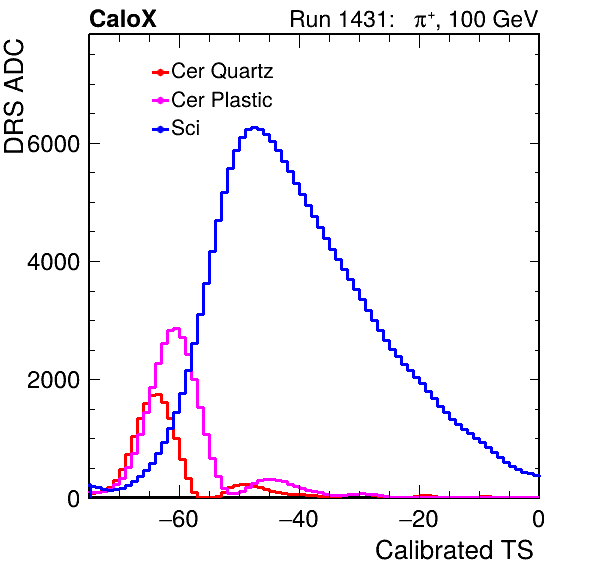 CaloX Run 1431: π⁺, 100 GeV
DRS ADC
Cer Quartz
Cer Plastic
Sci
6000
4000
2000
0
−60 −40 −20 0
Calibrated TS